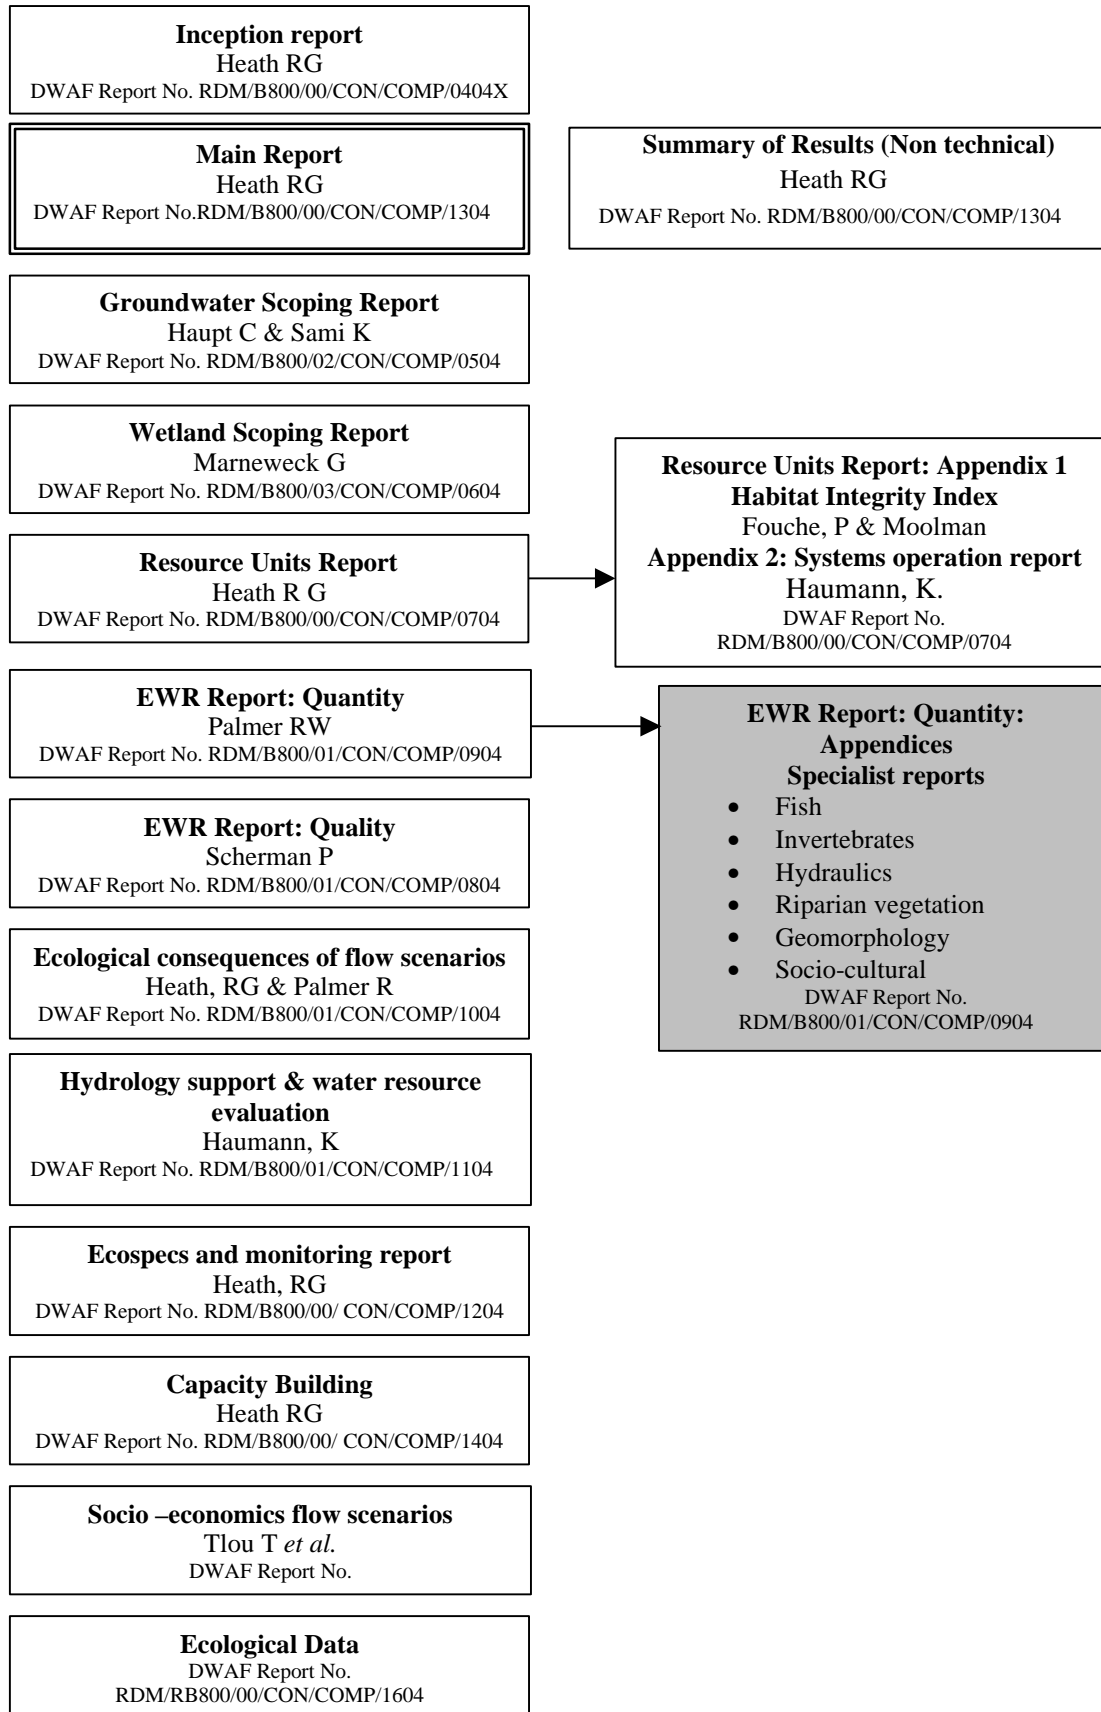 Inception report
Heath RG
DWAF Report No. RDM/B800/00/CON/COMP/0404X
Main Report
Heath RG
DWAF Report No.RDM/B800/00/CON/COMP/1304
Summary of Results (Non technical)
Heath RG
DWAF Report No. RDM/B800/00/CON/COMP/1304
Groundwater Scoping Report
Haupt C & Sami K
DWAF Report No. RDM/B800/02/CON/COMP/0504
Wetland Scoping Report
Marneweck G
DWAF Report No. RDM/B800/03/CON/COMP/0604
Resource Units Report
Heath R G
DWAF Report No. RDM/B800/00/CON/COMP/0704
Resource Units Report: Appendix 1
Habitat Integrity Index
Fouche, P & Moolman
Appendix 2: Systems operation report
Haumann, K.
DWAF Report No.
RDM/B800/00/CON/COMP/0704
EWR Report: Quantity
Palmer RW
DWAF Report No. RDM/B800/01/CON/COMP/0904
EWR Report: Quantity:
Appendices
Specialist reports
• Fish
• Invertebrates
• Hydraulics
• Riparian vegetation
• Geomorphology
• Socio-cultural
DWAF Report No.
RDM/B800/01/CON/COMP/0904
EWR Report: Quality
Scherman P
DWAF Report No. RDM/B800/01/CON/COMP/0804
Ecological consequences of flow scenarios
Heath, RG & Palmer R
DWAF Report No. RDM/B800/01/CON/COMP/1004
Hydrology support & water resource
evaluation
Haumann, K
DWAF Report No. RDM/B800/01/CON/COMP/1104
Ecospecs and monitoring report
Heath, RG
DWAF Report No. RDM/B800/00/ CON/COMP/1204
Capacity Building
Heath RG
DWAF Report No. RDM/B800/00/ CON/COMP/1404
Socio –economics flow scenarios
Tlou T et al.
DWAF Report No.
Ecological Data
DWAF Report No.
RDM/RB800/00/CON/COMP/1604